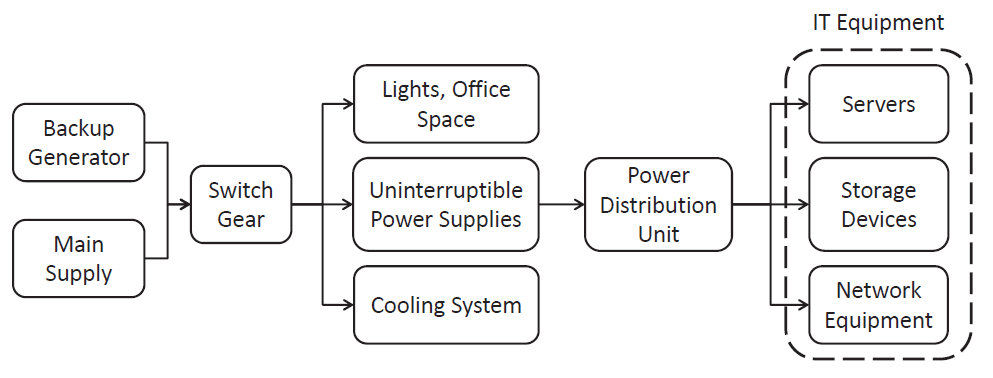 IT Equipment
Backup
Generator
Main
Supply
Switch
Gear
Lights, Office
Space
Uninterruptible
Power Supplies
Cooling System
Power
Distribution
Unit
Servers
Storage
Devices
Network
Equipment